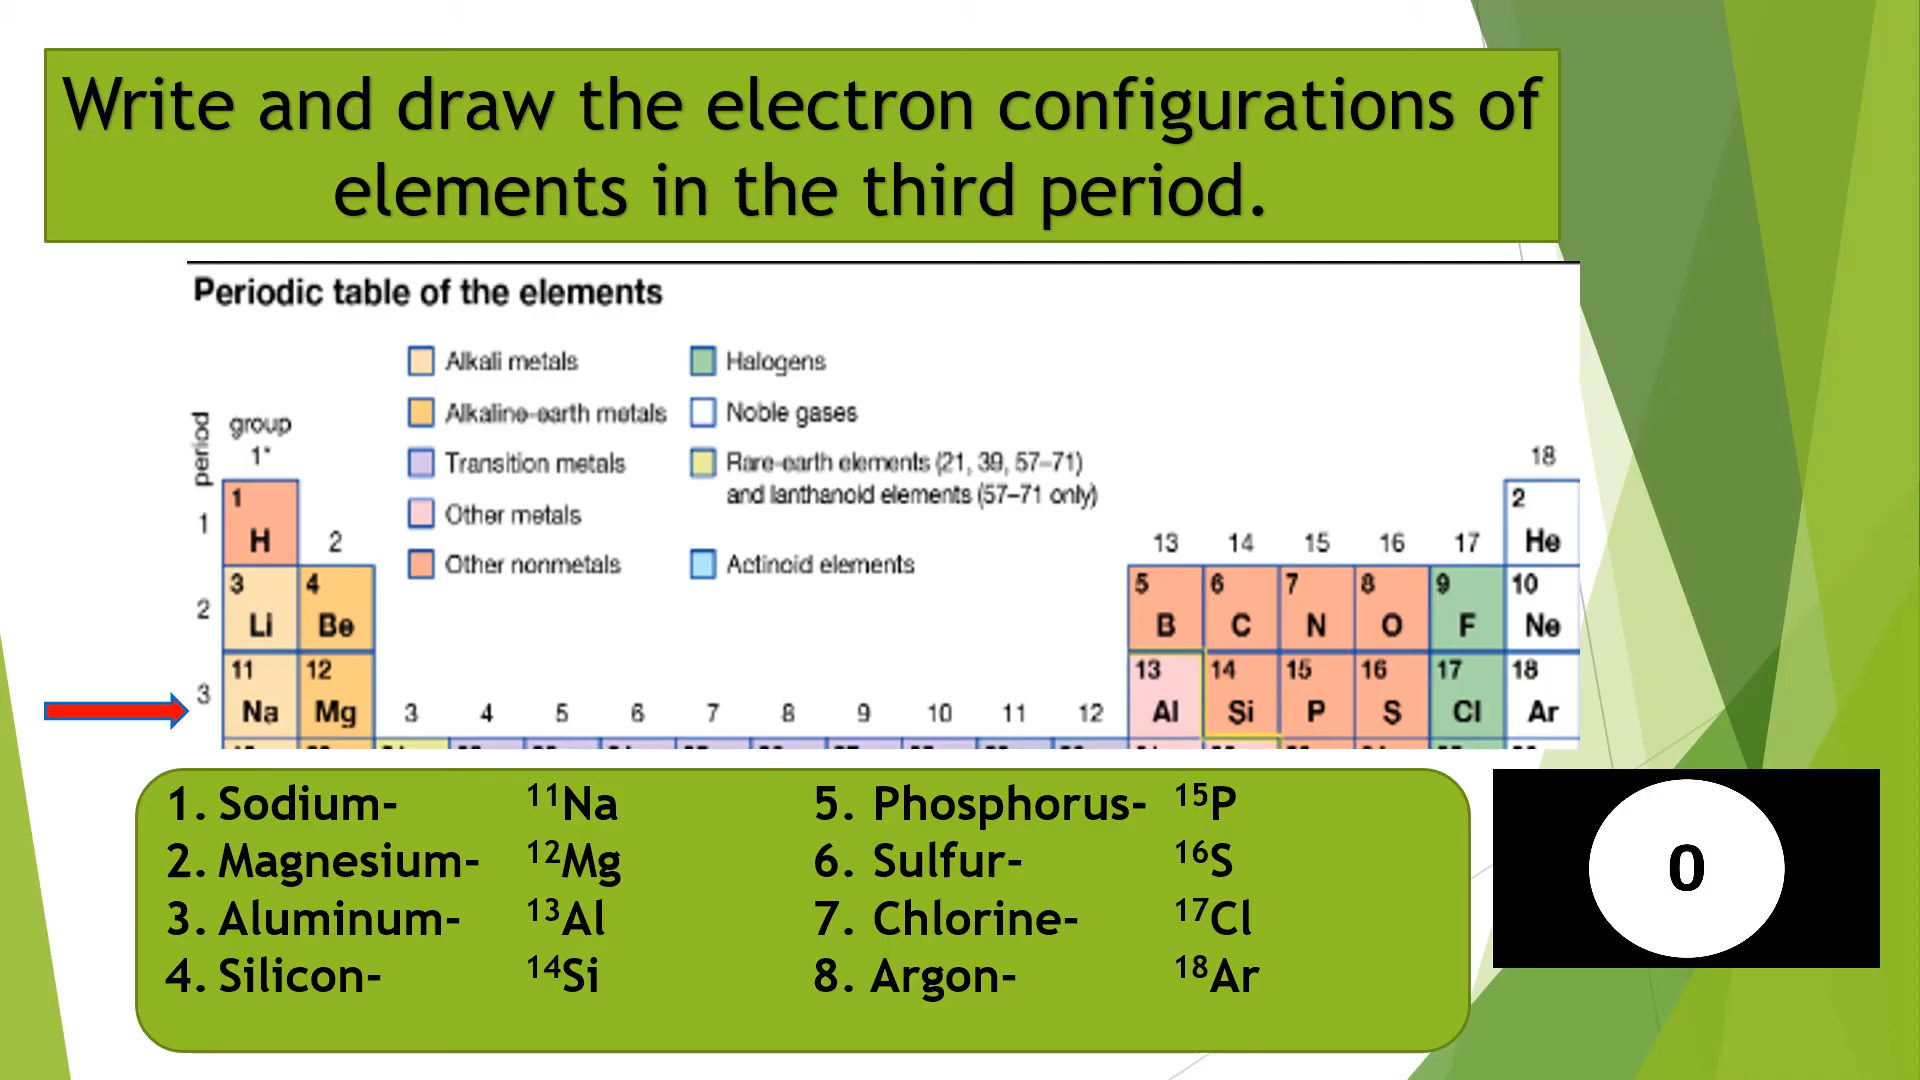 Write and draw the electron configurations of
elements in the third period.
Periodic table of the elements
Alkali metals
Halogens
Alkaline-earth metals
Noble gases
Transition metals
Rare-earth elements (21, 39, 57–71)
and lanthanoid elements (57–71 only)
Other metals
Other nonmetals
Actinoid elements
period
group
1*
18
1 1 H 2 13 14 15 16 17 2 He
2 3 Li 4 Be 5 B 6 C 7 N 8 O 9 F 10 Ne
3 11 Na 12 Mg 3 4 5 6 7 8 9 10 11 12 13 Al 14 Si 15 P 16 S 17 Cl 18 Ar
1. Sodium- ¹¹Na
2. Magnesium- ¹²Mg
3. Aluminum- ¹³Al
4. Silicon- ¹⁴Si
5. Phosphorus- ¹⁵P
6. Sulfur- ¹⁶S
7. Chlorine- ¹⁷Cl
8. Argon- ¹⁸Ar
0